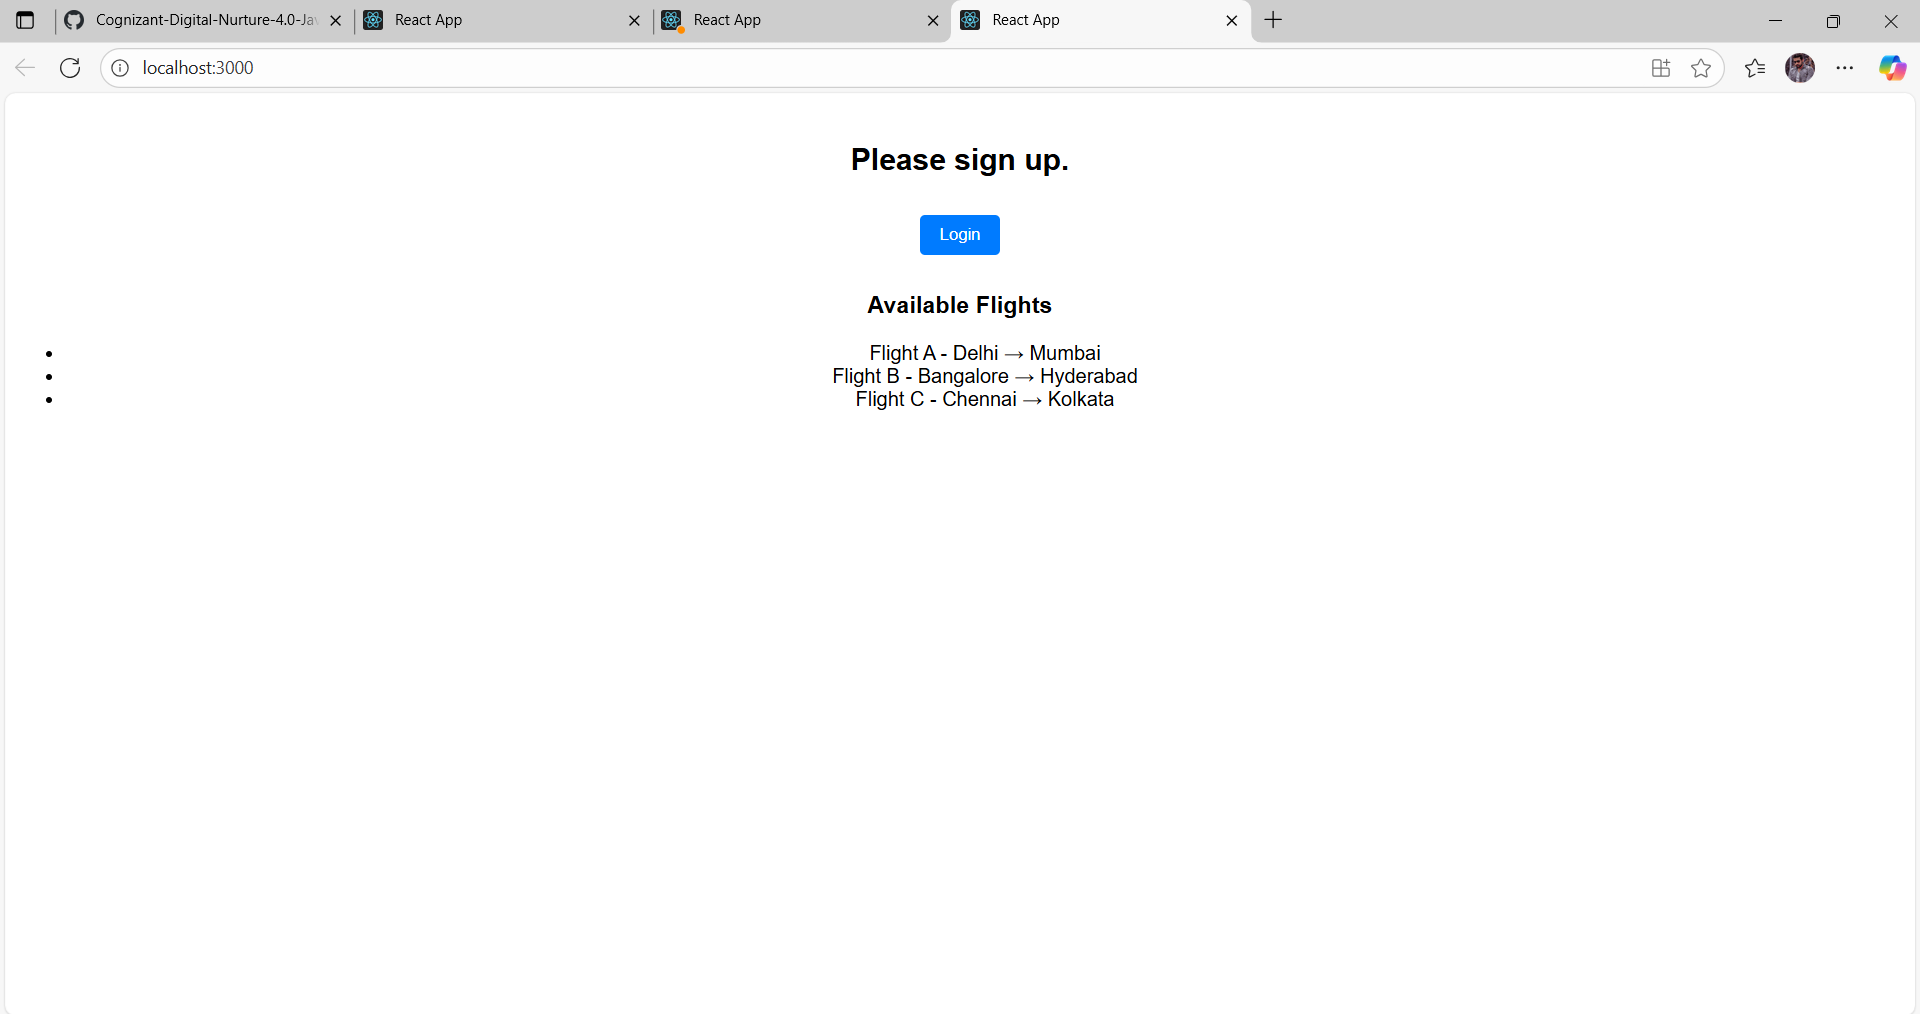 Cognizant-Digital-Nurture-4.0-Jav
React App
React App
React App
localhost:3000
Please sign up.
Login
Available Flights
• Flight A - Delhi → Mumbai
• Flight B - Bangalore → Hyderabad
• Flight C - Chennai → Kolkata